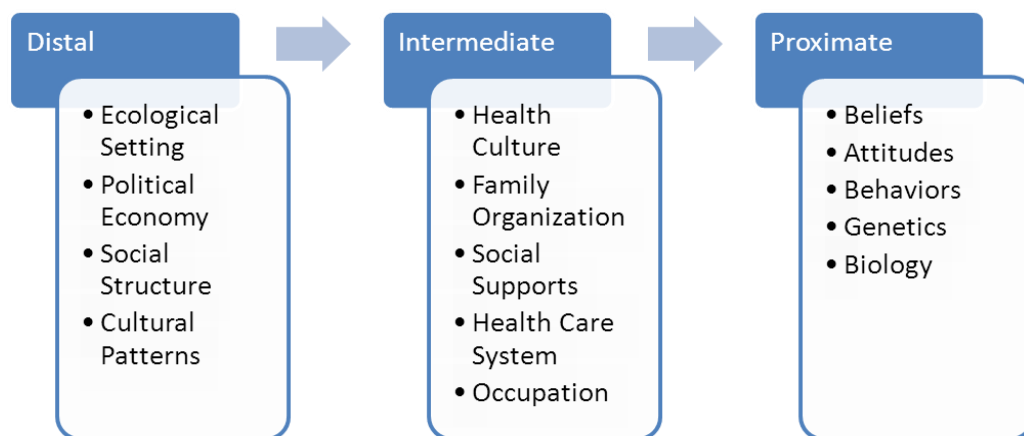 Distal
• Ecological
Setting
• Political
Economy
• Social
Structure
• Cultural
Patterns
Intermediate
• Health
Culture
• Family
Organization
• Social
Supports
• Health Care
System
• Occupation
Proximate
• Beliefs
• Attitudes
• Behaviors
• Genetics
• Biology